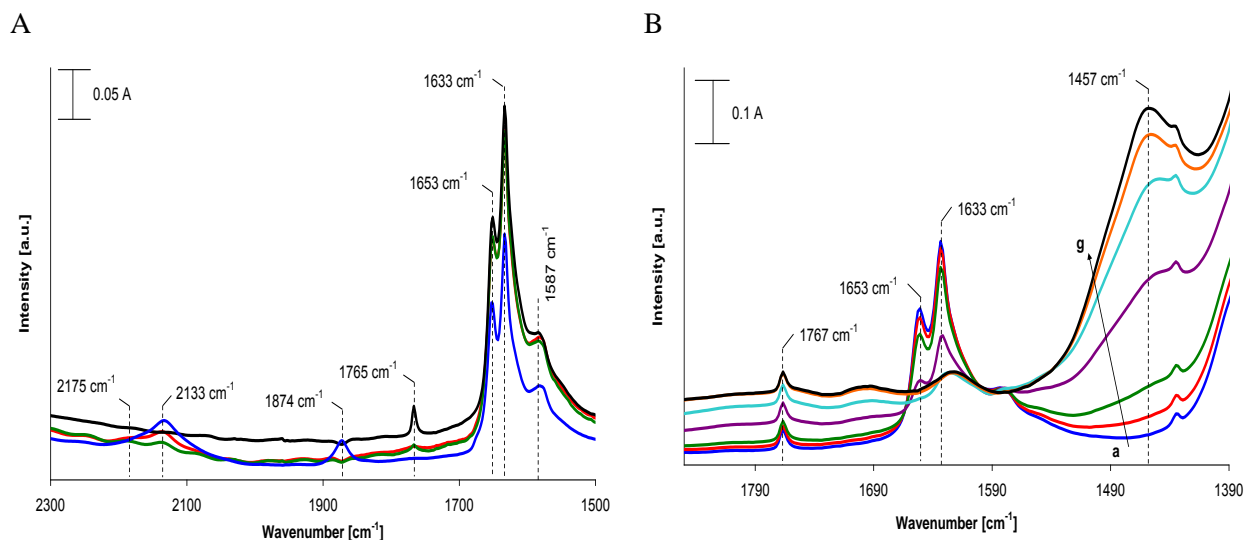 A
0.05 A
1633 cm⁻¹
1653 cm⁻¹
1587 cm⁻¹
2175 cm⁻¹
2133 cm⁻¹
1874 cm⁻¹
1765 cm⁻¹
Intensity [a.u.]
2300 2100 1900 1700 1500
Wavenumber [cm⁻¹]
B
0.1 A
1457 cm⁻¹
1633 cm⁻¹
1653 cm⁻¹
1767 cm⁻¹
g
a
Intensity [a.u.]
1790 1690 1590 1490 1390
Wavenumber [cm⁻¹]